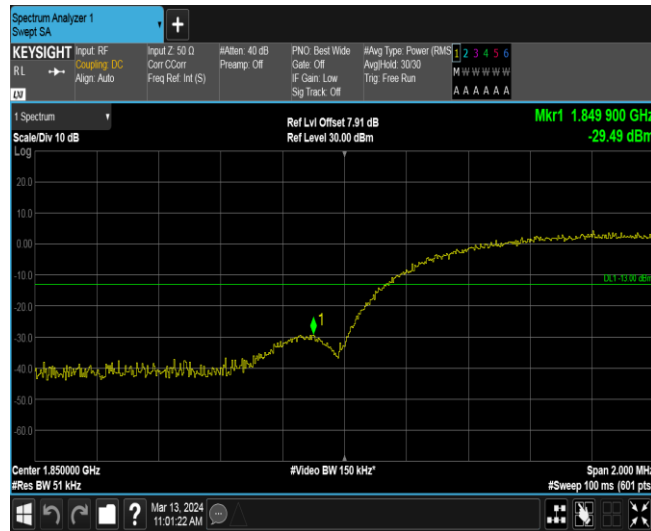 Spectrum Analyzer 1
Swept SA
+
KEYSIGHT Input: RF Input Z: 50 Ω #Atten: 40 dB PNO: Best Wide #Avg Type: Power (RMS 1 2 3 4 5 6
RL Coupling: DC Corr CCorr Preamp: Off Gate: Off Avg|Hold: 30/30 M W W W W W
Align: Auto Freq Ref: Int (S) IF Gain: Low Trig: Free Run
LXI Sig Track: Off A A A A A A
1 Spectrum Ref Lvl Offset 7.91 dB Mkr1 1.849 900 GHz
Scale/Div 10 dB Ref Level 30.00 dBm -29.49 dBm
Log
20.0
10.0
0.00
-10.0
DL1 -13.00 dBm
-20.0
1
-30.0
-40.0
-50.0
-60.0
Center 1.850000 GHz #Video BW 150 kHz* Span 2.000 MHz
#Res BW 51 kHz #Sweep 100 ms (601 pts
? Mar 13, 2024
11:01:22 AM